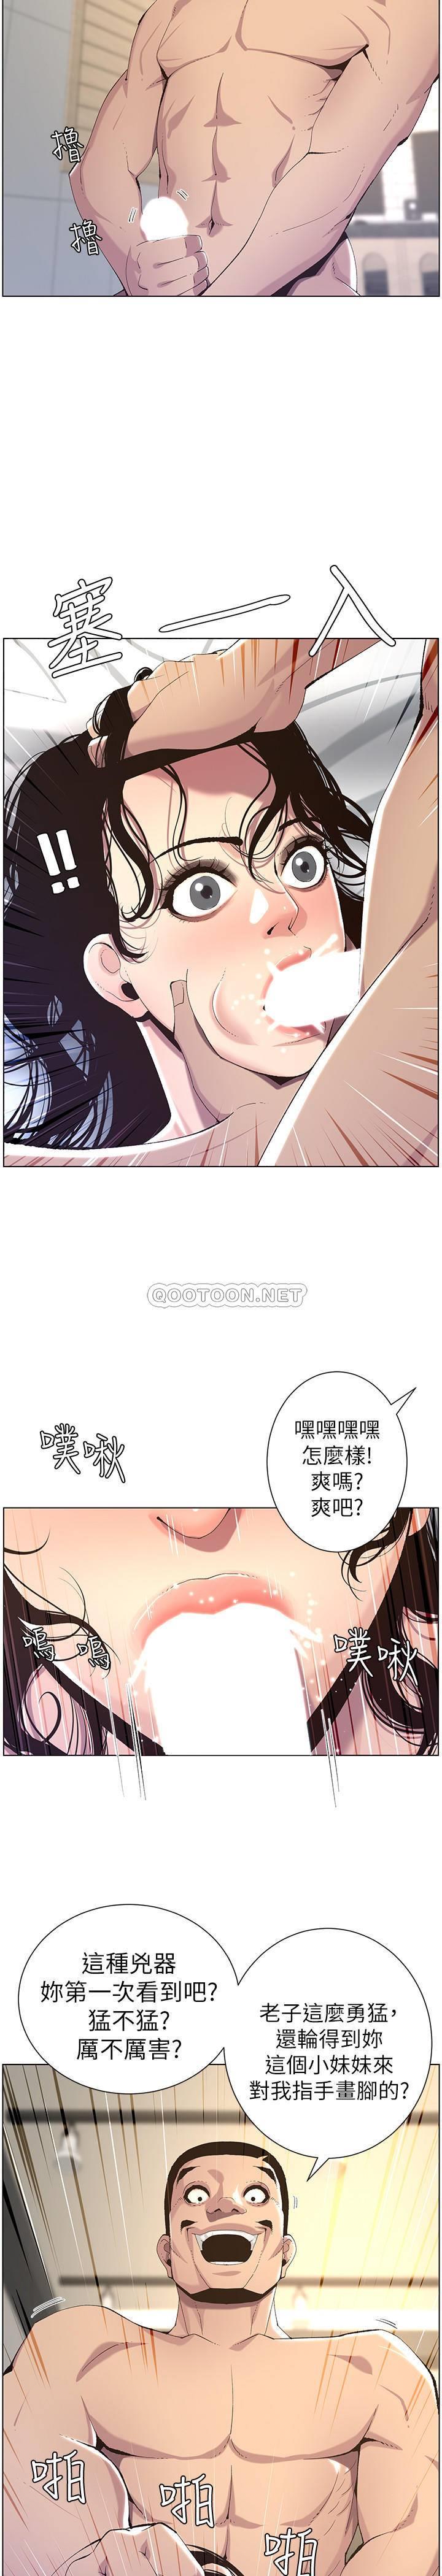 擼
擼
塞一入
!!
QOOTOON.NET
噗啾
嘿嘿嘿嘿
怎麼樣!
爽嗎?
爽吧?
嗚
嗚
噗啾
這種兇器
妳第一次看到吧?
猛不猛?
厲不厲害?
老子這麼勇猛,
還輪得到妳
這個小妹妹來
對我指手畫腳的?
啪
啪
啪